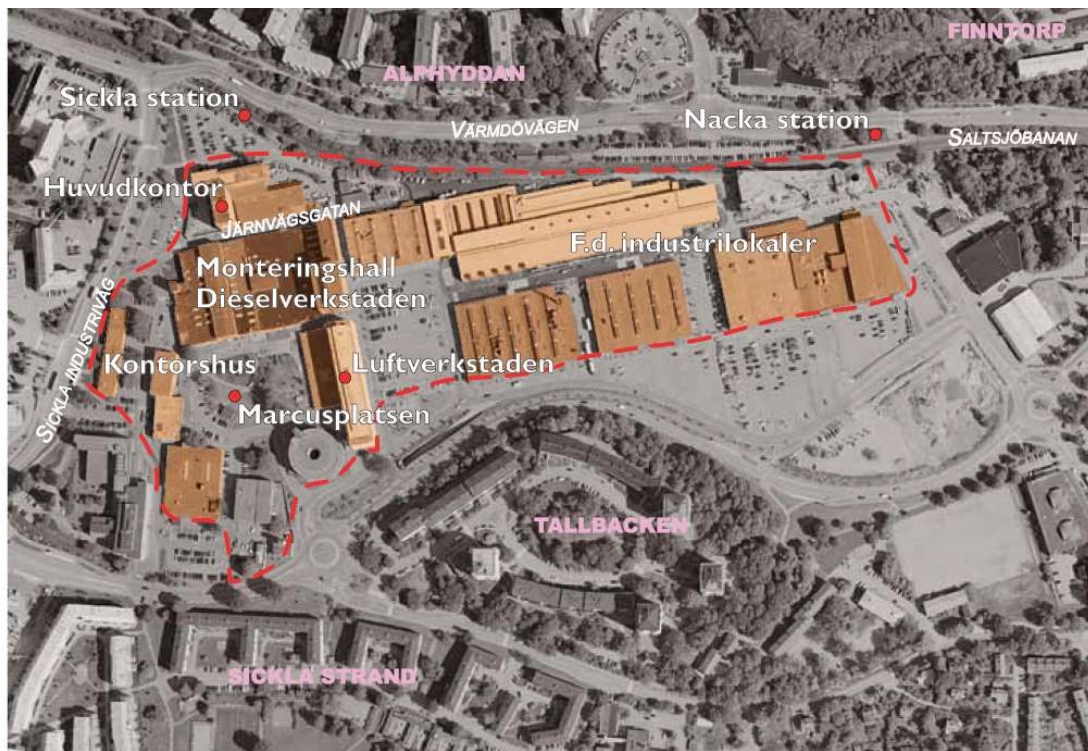 FINNTORP
ALPHYDDAN
Sickla station
VÄRMDÖVÄGEN
Nacka station
SALTSJÖBANAN
Huvudkontor
JÄRNVÄGSGATAN
F.d. industrilokaler
Monteringshall
Dieselverkstaden
SICKLA INDUSTRIVÄG
Kontorshus
Luftverkstaden
Marcusplatsen
TALLBACKEN
SICKLA STRAND